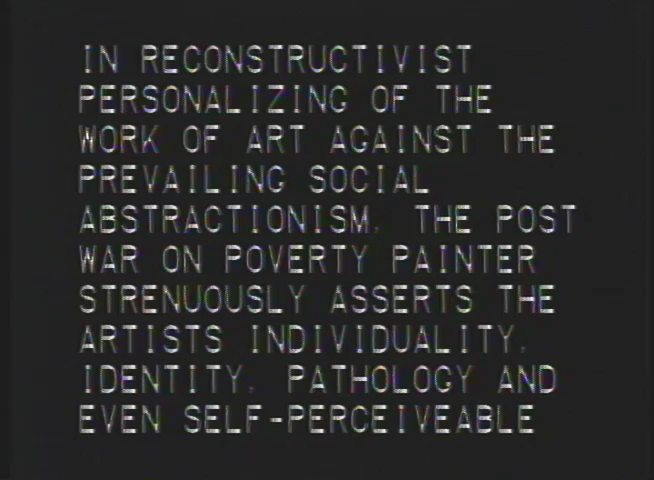 IN RECONSTRUCTIVIST
PERSONALIZING OF THE
WORK OF ART AGAINST THE
PREVAILING SOCIAL
ABSTRACTIONISM. THE POST
WAR ON POVERTY PAINTER
STRENUOUSLY ASSERTS THE
ARTISTS INDIVIDUALITY,
IDENTITY, PATHOLOGY AND
EVEN SELF-PERCEIVEABLE